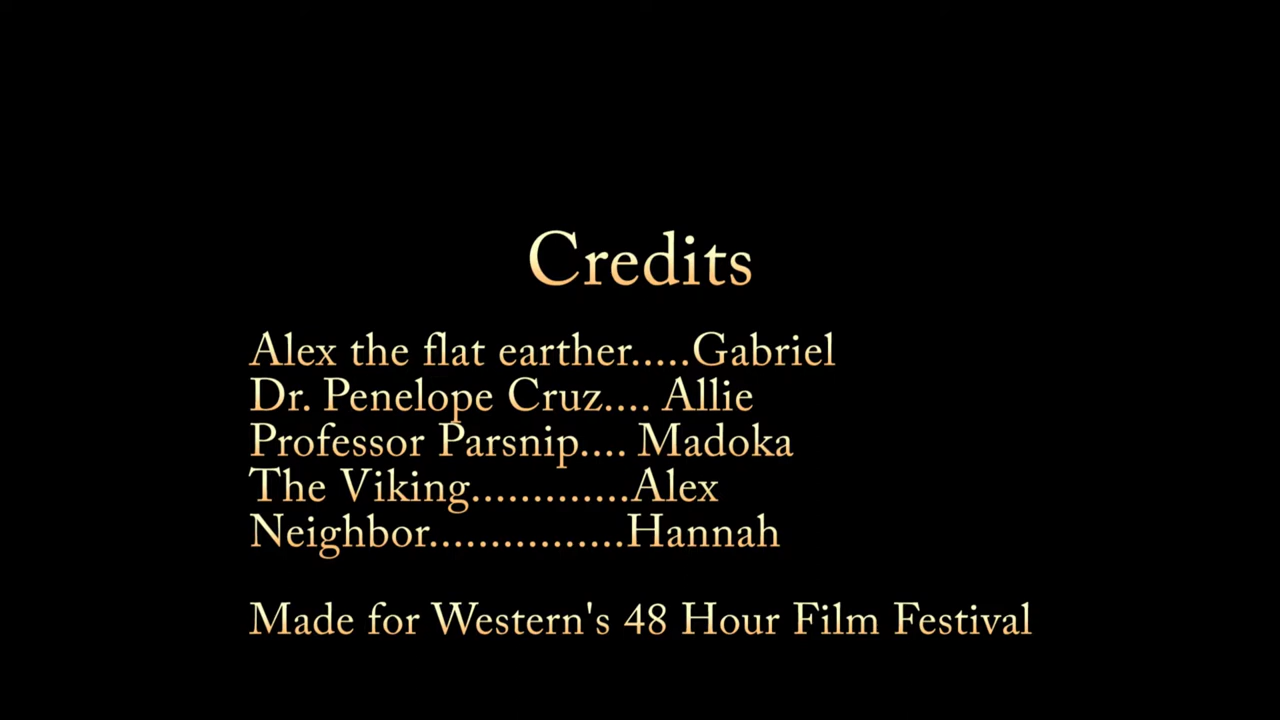 Credits
Alex the flat earther.....Gabriel
Dr. Penelope Cruz.... Allie
Professor Parsnip.... Madoka
The Viking.............Alex
Neighbor................Hannah
Made for Western's 48 Hour Film Festival